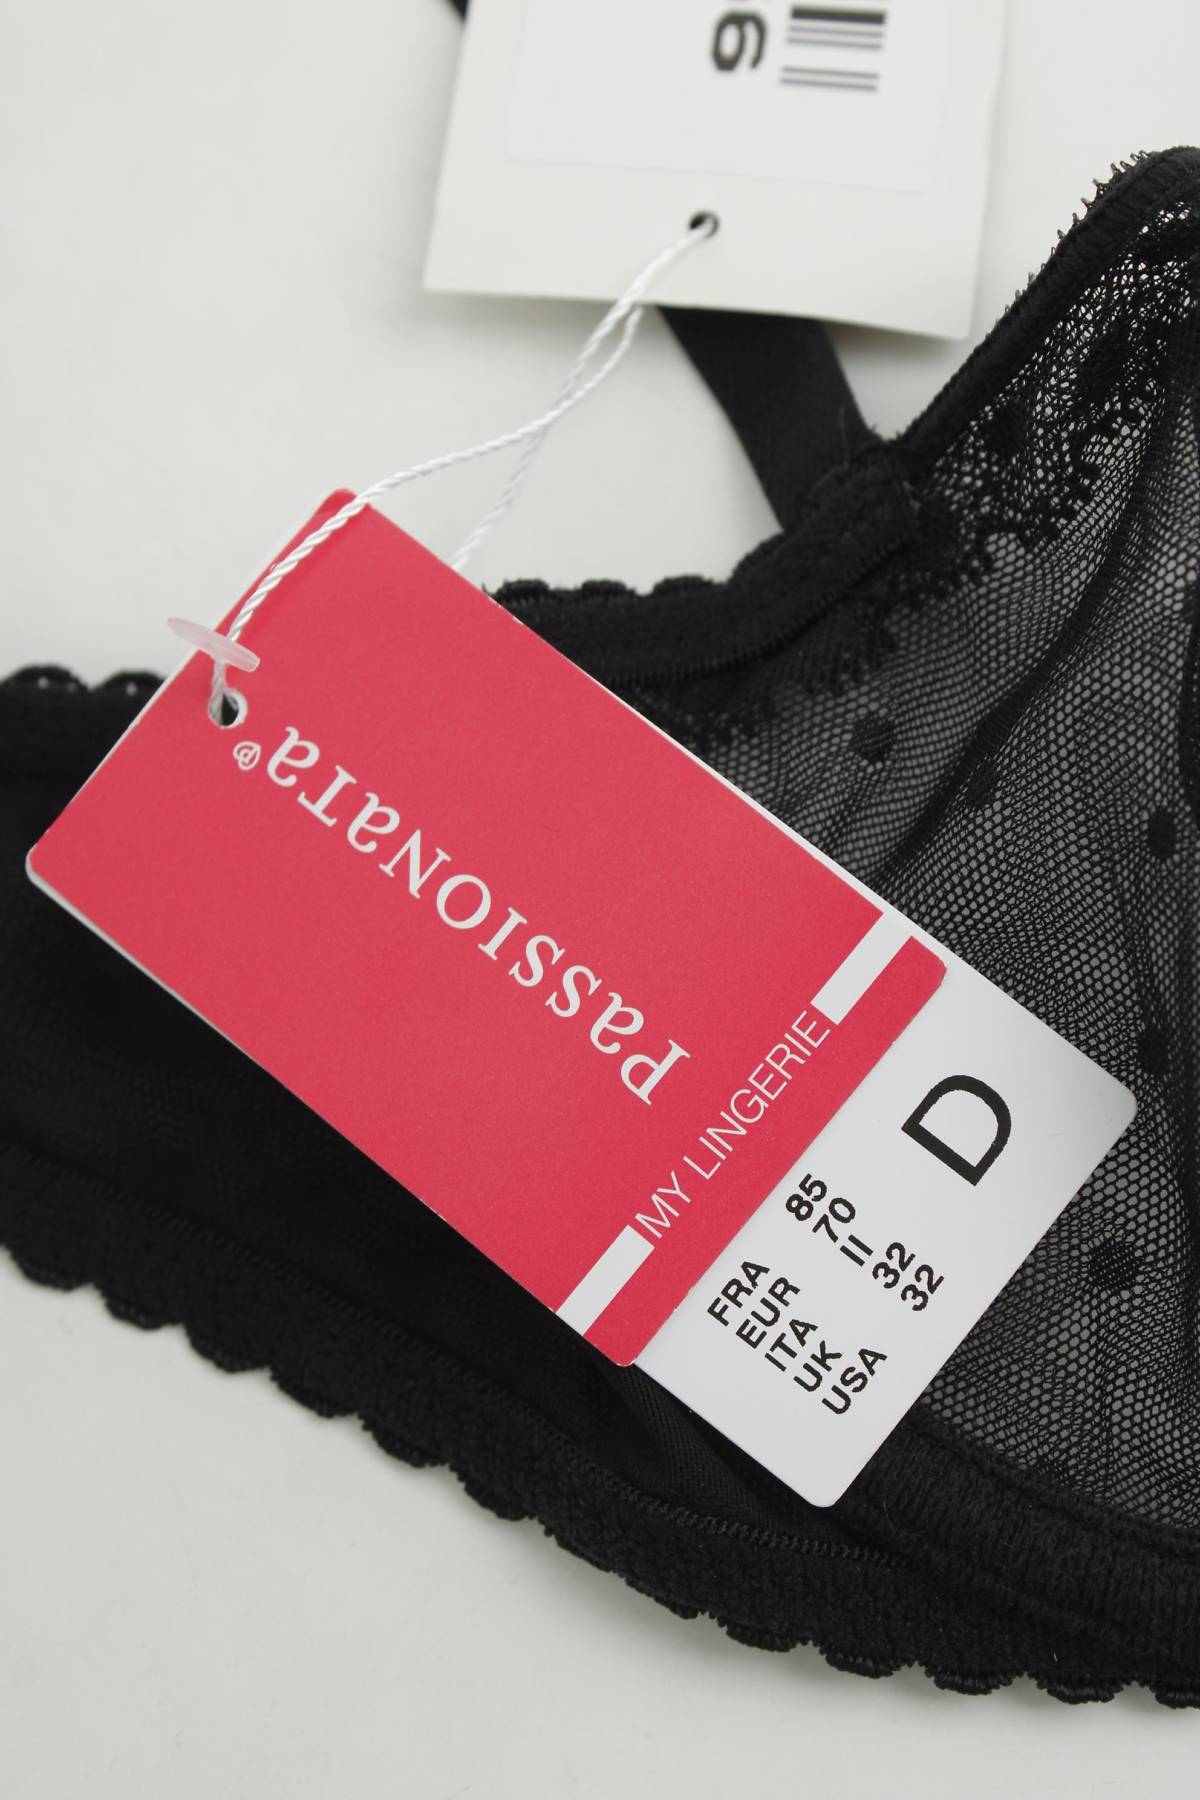 Passionata®
MY LINGERIE
D
FRA 85
EUR 70
ITA II
UK 32
USA 32